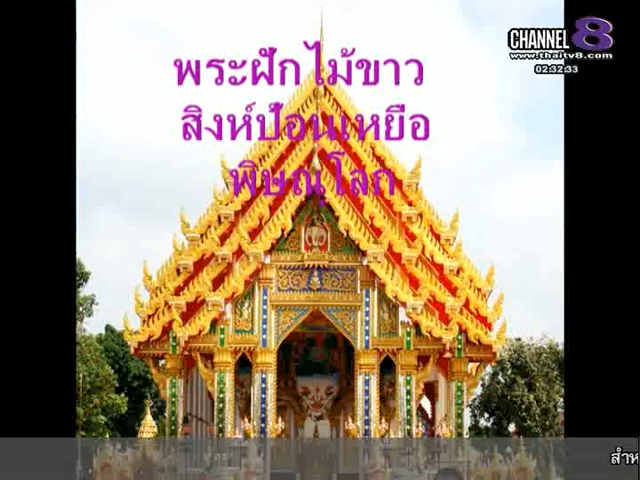 CHANNEL 8
www.thaitv8.com
02:32:33
พระฝักไม้ขาว
สิงห์ป้อนเหยื่อ
พิษณุโลก
สำห